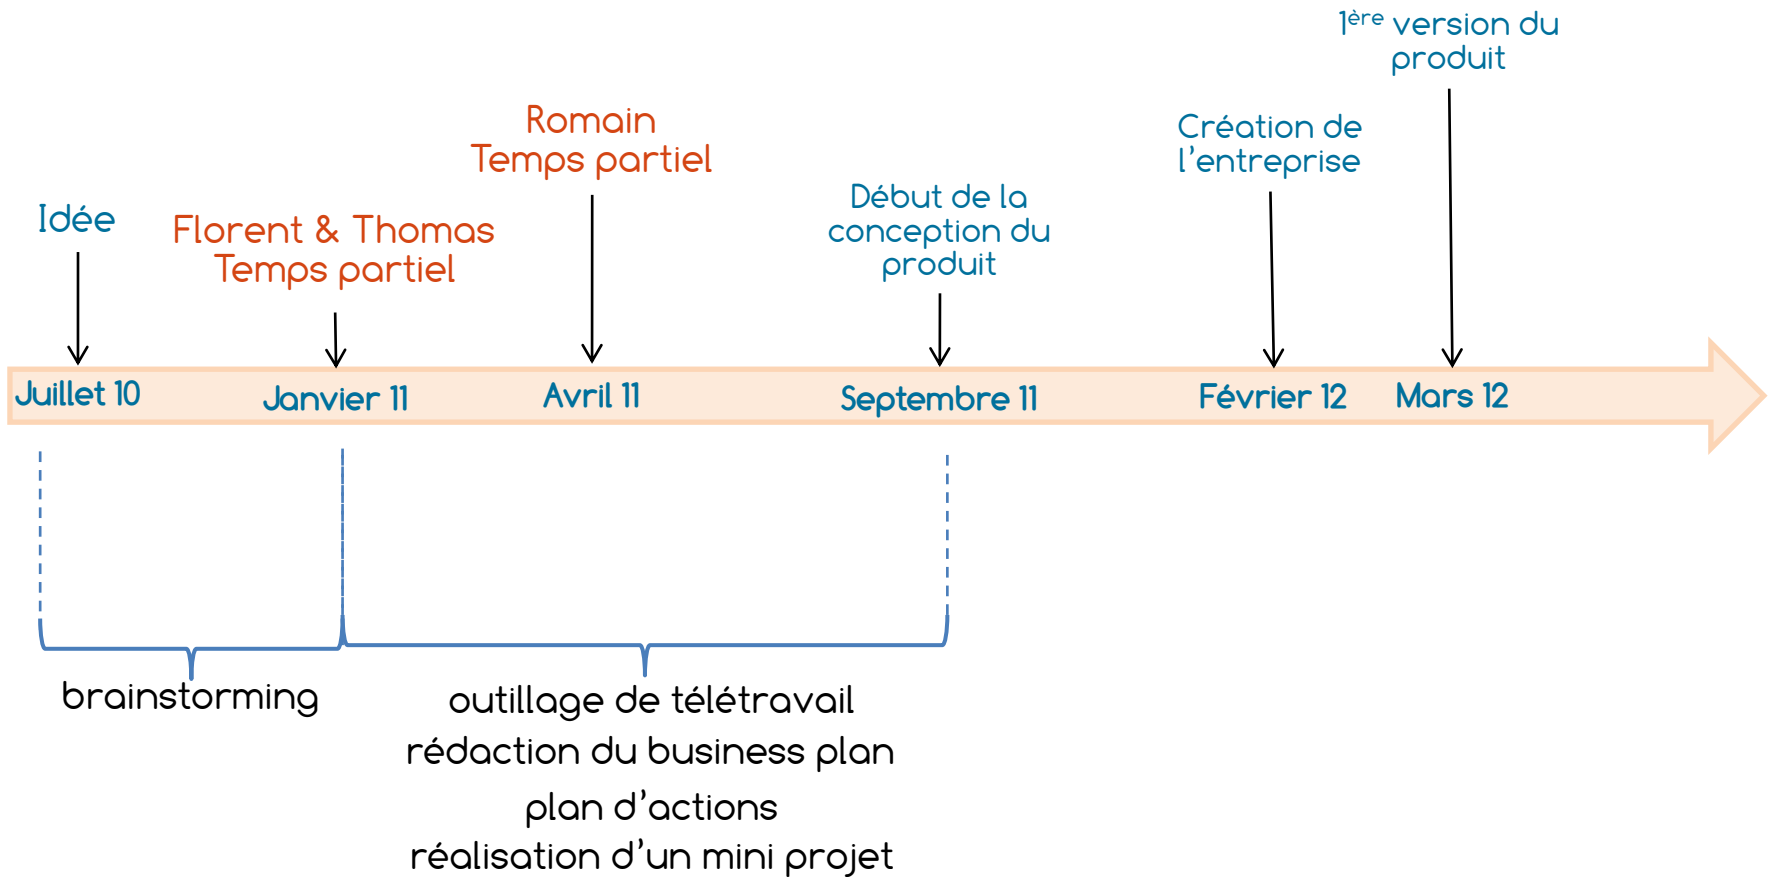 1ère version du
produit
Romain
Temps partiel
Création de
l'entreprise
Début de la
conception du
produit
Idée
Florent & Thomas
Temps partiel
Juillet 10
Janvier 11
Avril 11
Septembre 11
Février 12
Mars 12
brainstorming
outillage de télétravail
rédaction du business plan
plan d'actions
réalisation d'un mini projet